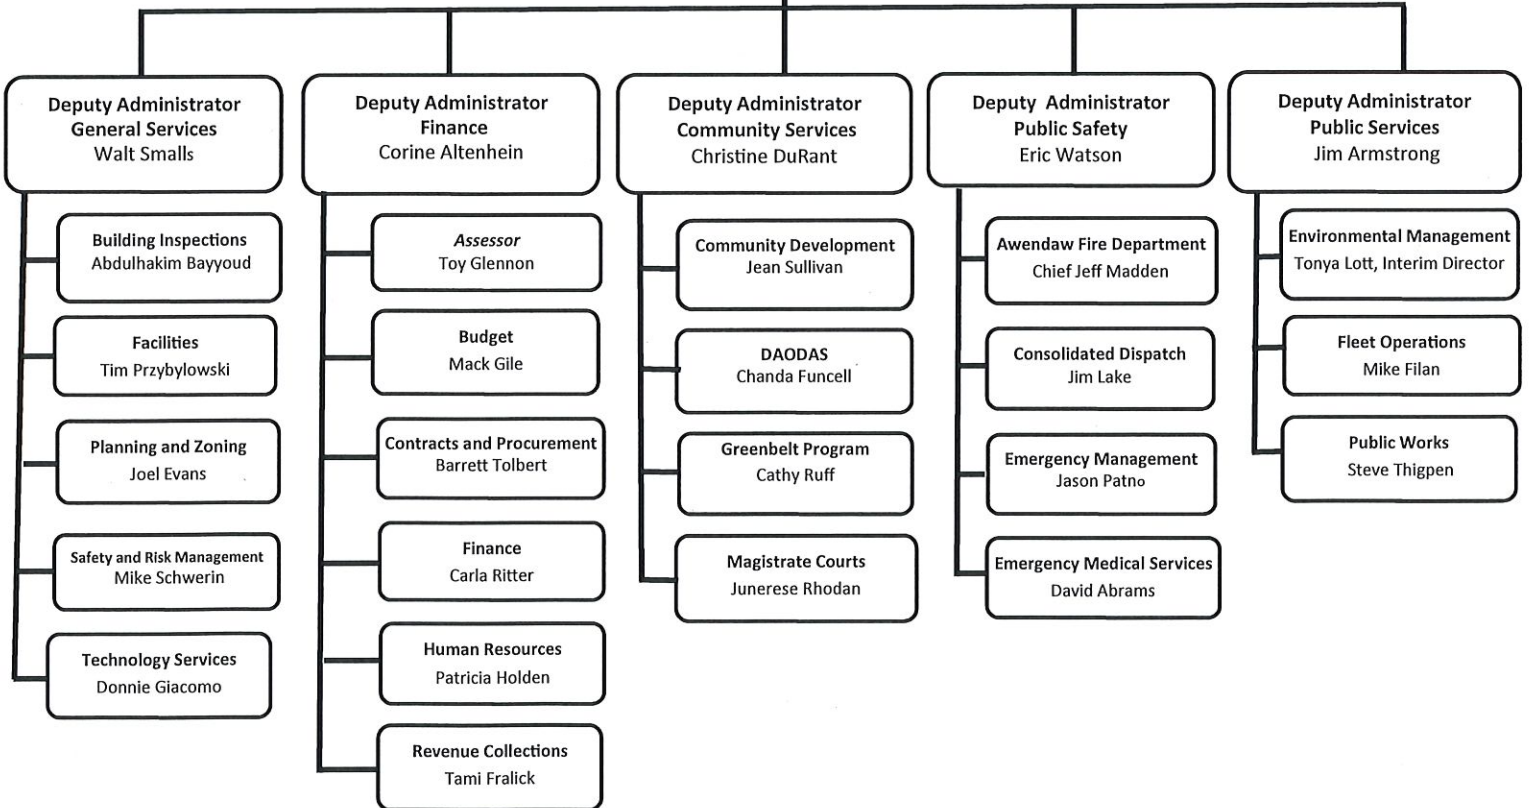 Deputy Administrator
General Services
Walt Smalls
Building Inspections
Abdulhakim Bayyoud
Facilities
Tim Przybylowski
Planning and Zoning
Joel Evans
Safety and Risk Management
Mike Schwerin
Technology Services
Donnie Giacomo
Deputy Administrator
Finance
Corine Altenhein
Assessor
Toy Glennon
Budget
Mack Gile
Contracts and Procurement
Barrett Tolbert
Finance
Carla Ritter
Human Resources
Patricia Holden
Revenue Collections
Tami Fralick
Deputy Administrator
Community Services
Christine DuRant
Community Development
Jean Sullivan
DAODAS
Chanda Funcell
Greenbelt Program
Cathy Ruff
Magistrate Courts
Junerese Rhodan
Deputy Administrator
Public Safety
Eric Watson
Awendaw Fire Department
Chief Jeff Madden
Consolidated Dispatch
Jim Lake
Emergency Management
Jason Patno
Emergency Medical Services
David Abrams
Deputy Administrator
Public Services
Jim Armstrong
Environmental Management
Tonya Lott, Interim Director
Fleet Operations
Mike Filan
Public Works
Steve Thigpen